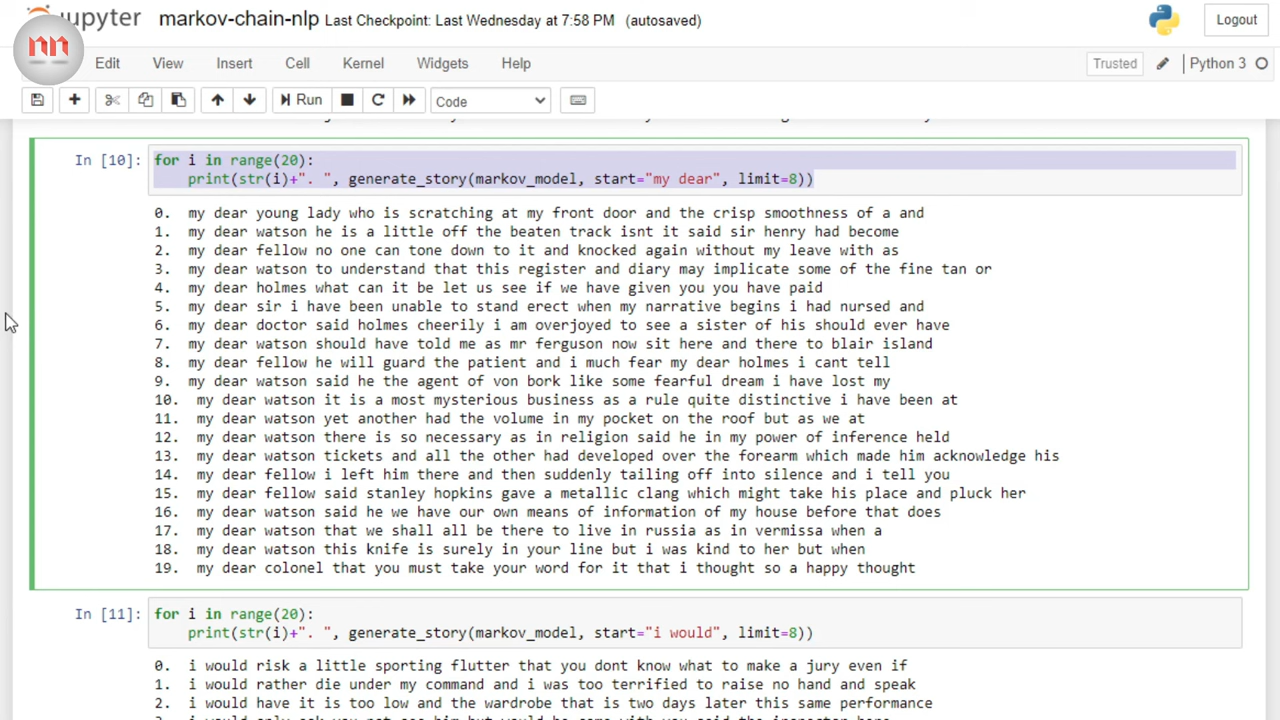 jupyter markov-chain-nlp Last Checkpoint: Last Wednesday at 7:58 PM (autosaved) Logout
nn
Edit View Insert Cell Kernel Widgets Help Trusted Python 3
Run Code
In [10]: for i in range(20):
print(str(i)+". ", generate_story(markov_model, start="my dear", limit=8))
0. my dear young lady who is scratching at my front door and the crisp smoothness of a and
1. my dear watson he is a little off the beaten track isnt it said sir henry had become
2. my dear fellow no one can tone down to it and knocked again without my leave with as
3. my dear watson to understand that this register and diary may implicate some of the fine tan or
4. my dear holmes what can it be let us see if we have given you you have paid
5. my dear sir i have been unable to stand erect when my narrative begins i had nursed and
6. my dear doctor said holmes cheerily i am overjoyed to see a sister of his should ever have
7. my dear watson should have told me as mr ferguson now sit here and there to blair island
8. my dear fellow he will guard the patient and i much fear my dear holmes i cant tell
9. my dear watson said he the agent of von bork like some fearful dream i have lost my
10. my dear watson it is a most mysterious business as a rule quite distinctive i have been at
11. my dear watson yet another had the volume in my pocket on the roof but as we at
12. my dear watson there is so necessary as in religion said he in my power of inference held
13. my dear watson tickets and all the other had developed over the forearm which made him acknowledge his
14. my dear fellow i left him there and then suddenly tailing off into silence and i tell you
15. my dear fellow said stanley hopkins gave a metallic clang which might take his place and pluck her
16. my dear watson said he we have our own means of information of my house before that does
17. my dear watson that we shall all be there to live in russia as in vermissa when a
18. my dear watson this knife is surely in your line but i was kind to her but when
19. my dear colonel that you must take your word for it that i thought so a happy thought
In [11]: for i in range(20):
print(str(i)+". ", generate_story(markov_model, start="i would", limit=8))
0. i would risk a little sporting flutter that you dont know what to make a jury even if
1. i would rather die under my command and i was too terrified to raise no hand and speak
2. i would have it is too low and the wardrobe that is two days later this same performance